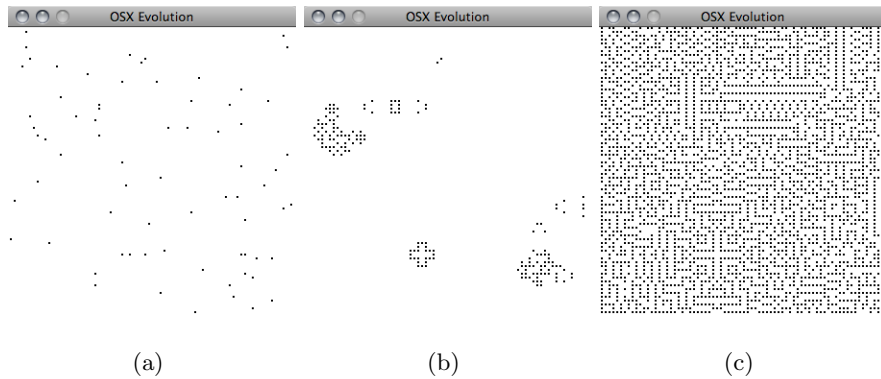 OSX Evolution
OSX Evolution
OSX Evolution
(a)
(b)
(c)